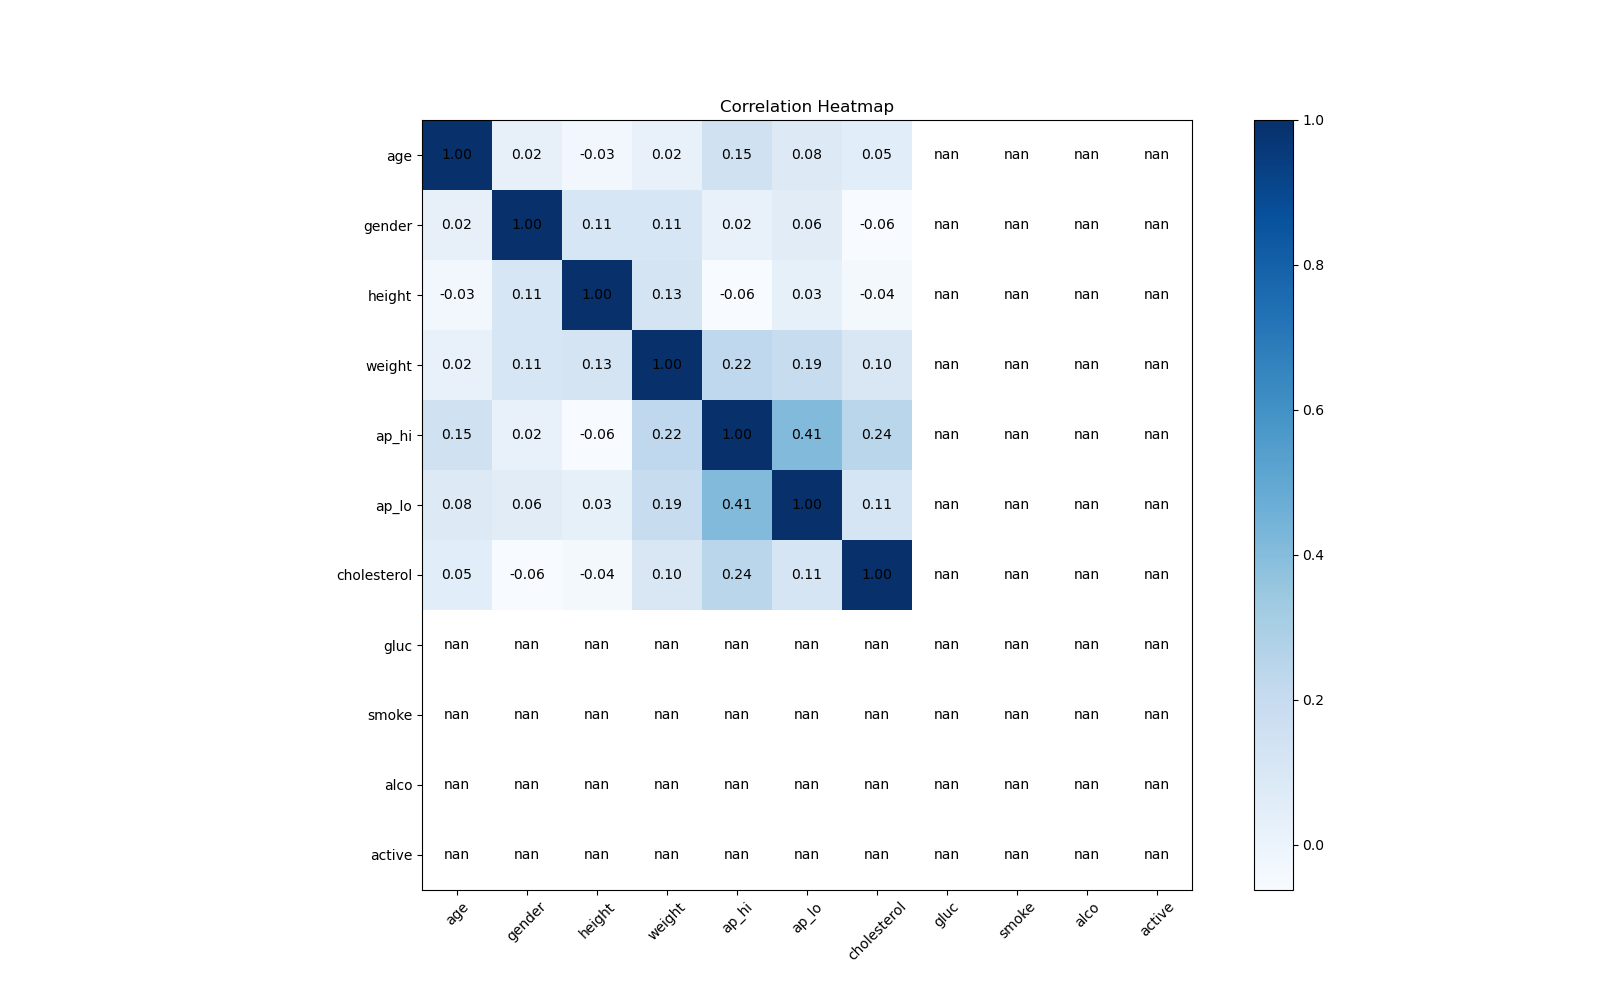 Correlation Heatmap
age 1.00 0.02 -0.03 0.02 0.15 0.08 0.05 nan nan nan nan
gender 0.02 1.00 0.11 0.11 0.02 0.06 -0.06 nan nan nan nan
height -0.03 0.11 1.00 0.13 -0.06 0.03 -0.04 nan nan nan nan
weight 0.02 0.11 0.13 1.00 0.22 0.19 0.10 nan nan nan nan
ap_hi 0.15 0.02 -0.06 0.22 1.00 0.41 0.24 nan nan nan nan
ap_lo 0.08 0.06 0.03 0.19 0.41 1.00 0.11 nan nan nan nan
cholesterol 0.05 -0.06 -0.04 0.10 0.24 0.11 1.00 nan nan nan nan
gluc nan nan nan nan nan nan nan nan nan nan nan
smoke nan nan nan nan nan nan nan nan nan nan nan
alco nan nan nan nan nan nan nan nan nan nan nan
active nan nan nan nan nan nan nan nan nan nan nan
age gender height weight ap_hi ap_lo cholesterol gluc smoke alco active
1.0
0.8
0.6
0.4
0.2
0.0